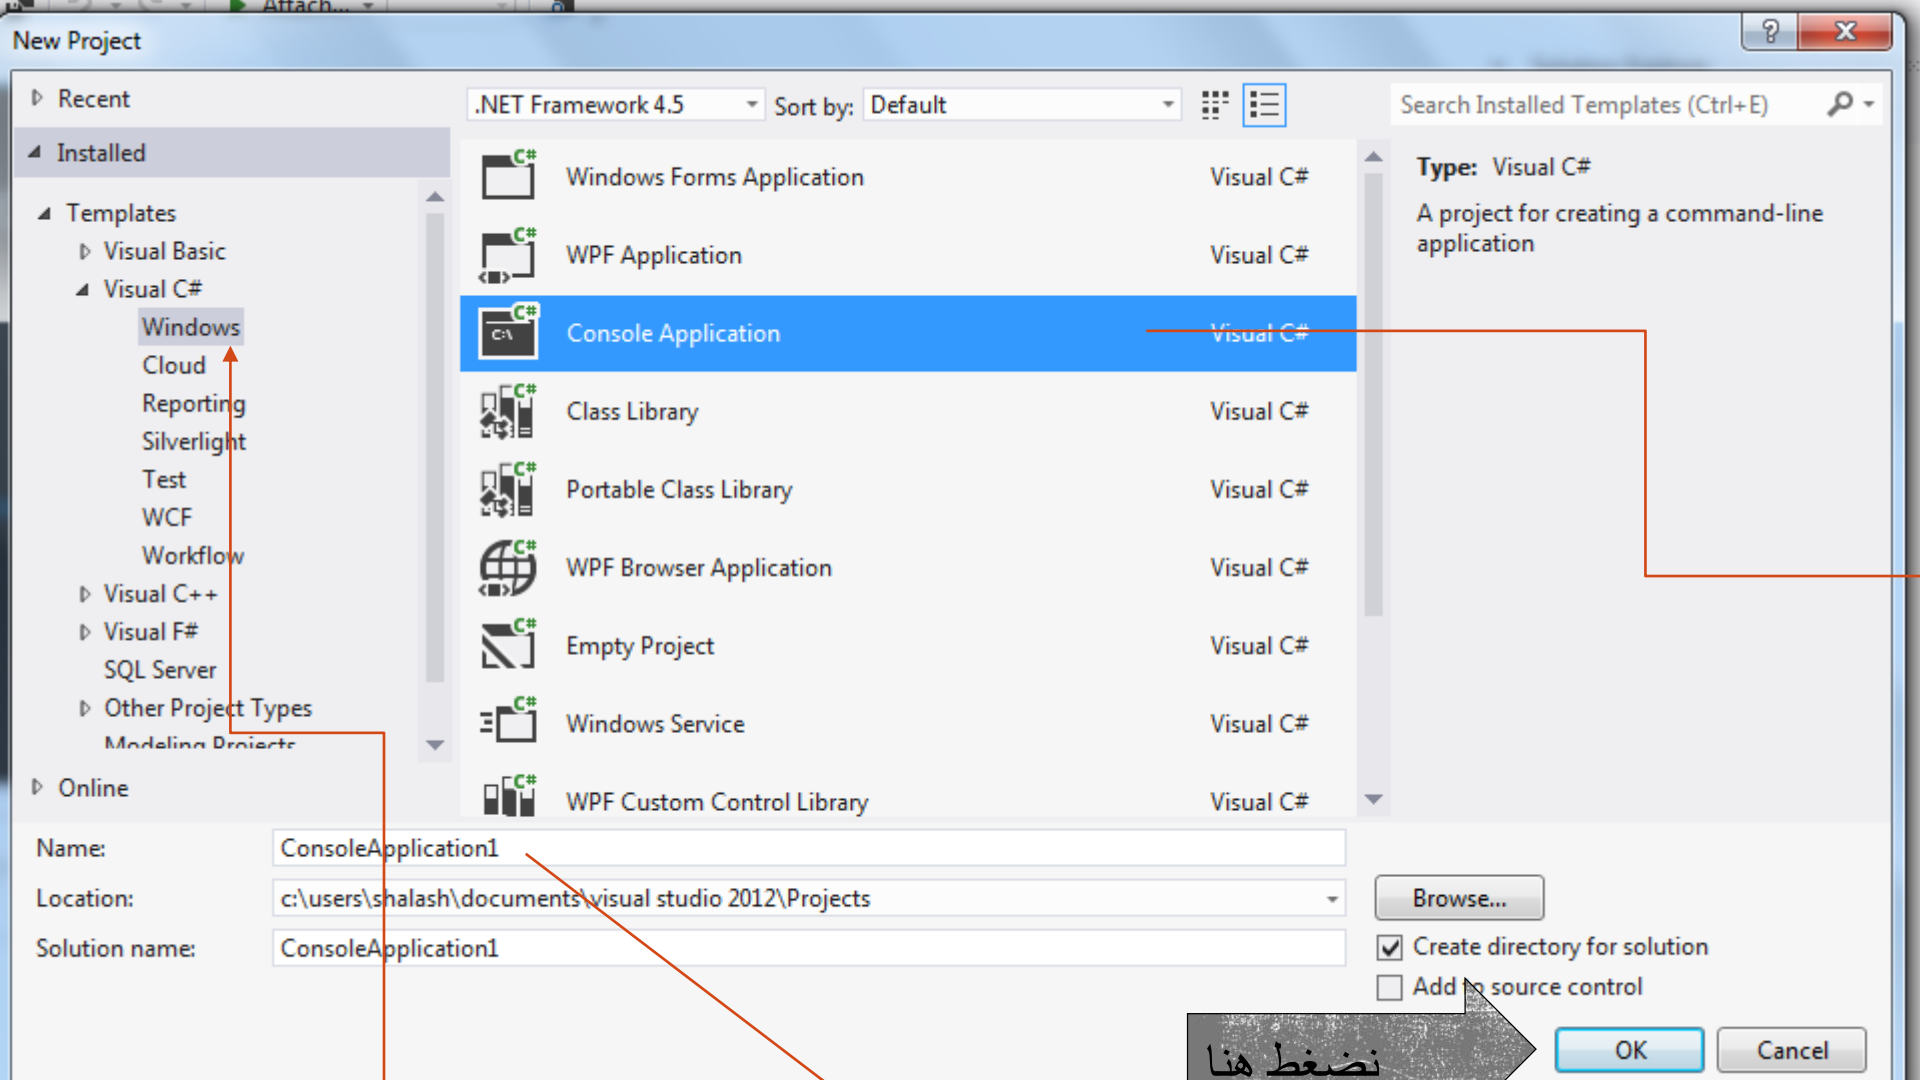 Attach...
New Project
Recent
Installed
Templates
Visual Basic
Visual C#
Windows
Cloud
Reporting
Silverlight
Test
WCF
Workflow
Visual C++
Visual F#
SQL Server
Other Project Types
Modeling Projects
Online
.NET Framework 4.5
Sort by: Default
Windows Forms Application Visual C#
WPF Application Visual C#
C:\ Console Application Visual C#
Class Library Visual C#
Portable Class Library Visual C#
WPF Browser Application Visual C#
Empty Project Visual C#
Windows Service Visual C#
WPF Custom Control Library Visual C#
Search Installed Templates (Ctrl+E)
Type: Visual C#
A project for creating a command-line
application
Name: ConsoleApplication1
Location: c:\users\shalash\documents\visual studio 2012\Projects
Browse...
Solution name: ConsoleApplication1
Create directory for solution
Add to source control
نضغط هنا
OK
Cancel